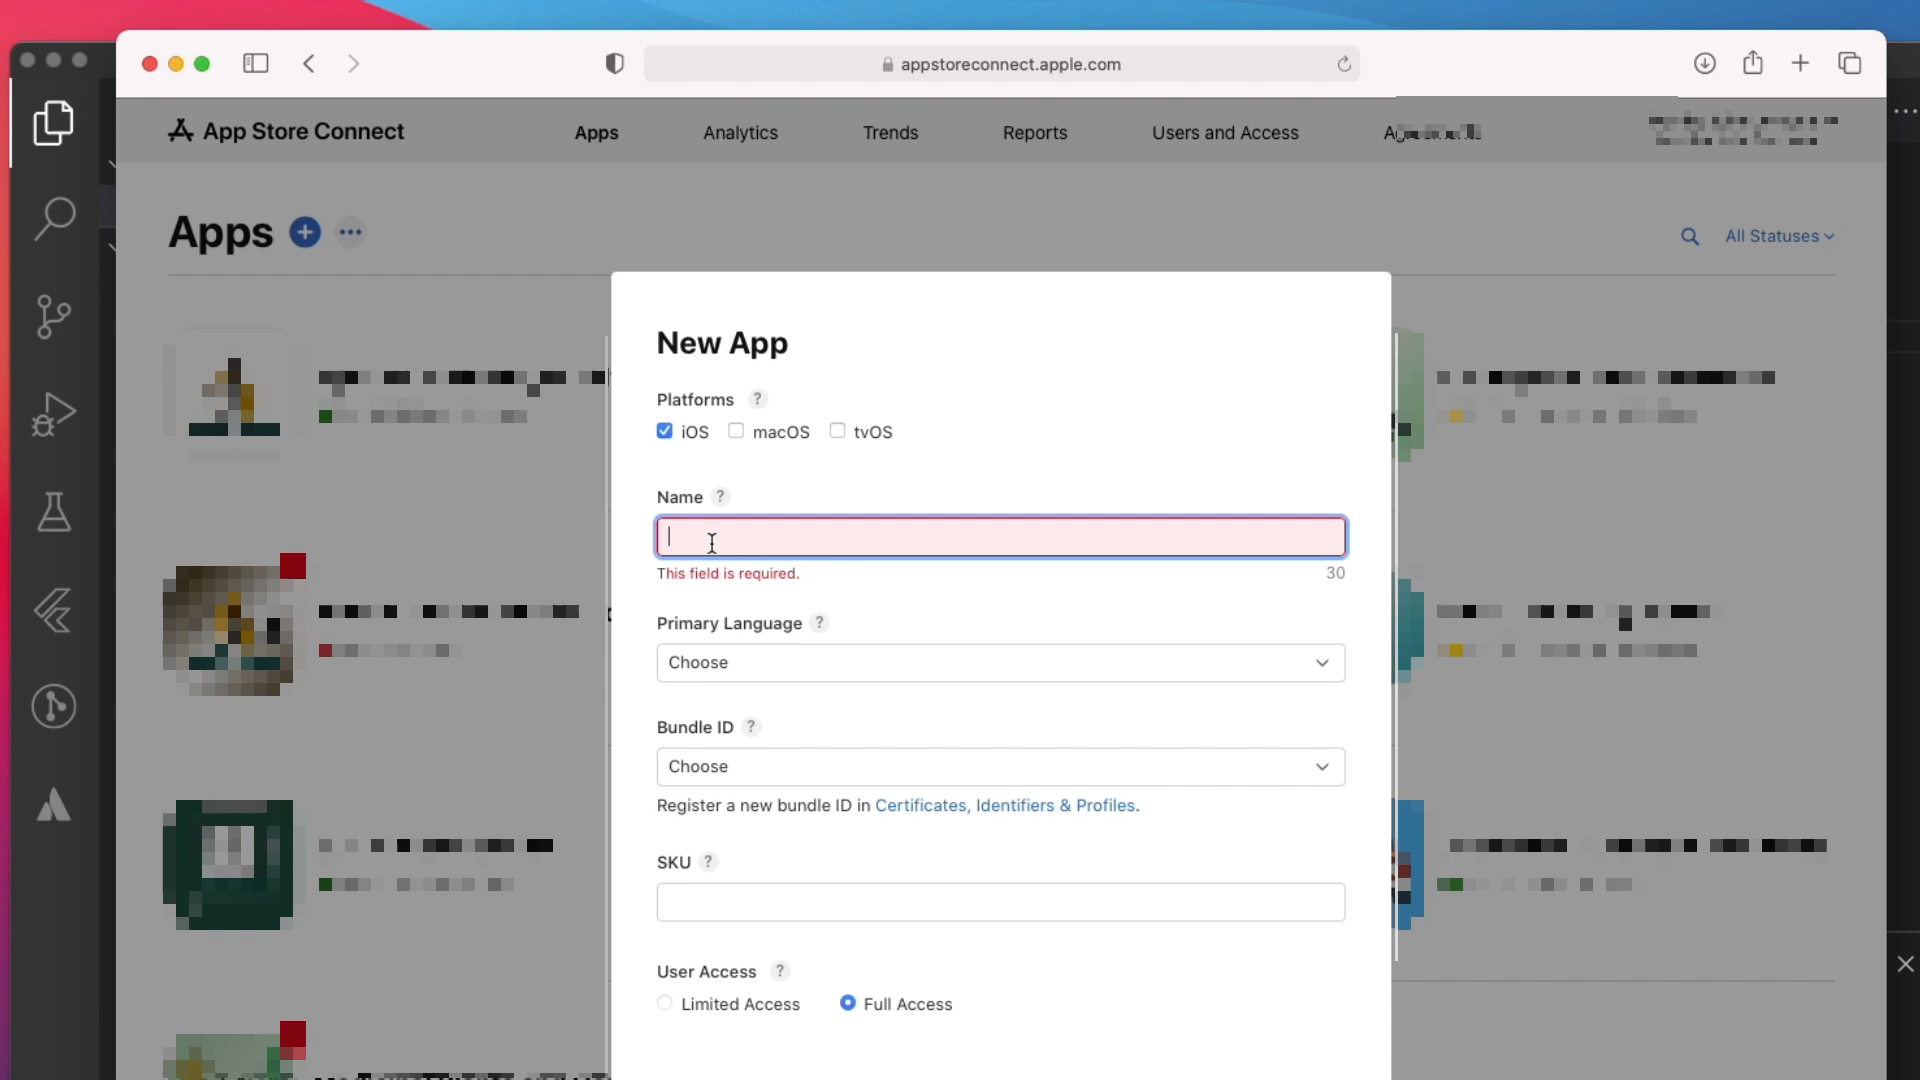 appstoreconnect.apple.com
App Store Connect
Apps
Analytics
Trends
Reports
Users and Access
Apps
All Statuses
New App
Platforms ?
iOS
macOS
tvOS
Name ?
This field is required.
30
Primary Language ?
Choose
Bundle ID ?
Choose
Register a new bundle ID in Certificates, Identifiers & Profiles.
SKU ?
User Access ?
Limited Access
Full Access